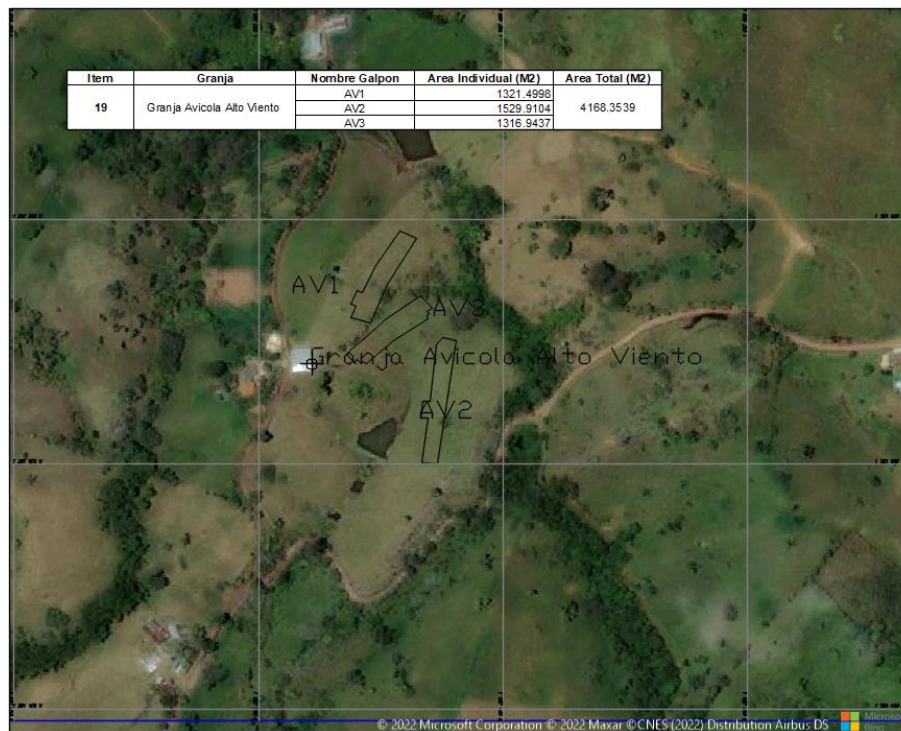 Item Granja Nombre Galpon Area Individual (M2) Area Total (M2)
19 Granja Avicola Alto Viento AV1 1321.4998 4168.3539
AV2 1529.9104
AV3 1316.9437
AV1
AV3
Granja Avicola Alto Viento
AV2
© 2022 Microsoft Corporation © 2022 Maxar ©CNES (2022) Distribution Airbus DS
Microsoft
Bing